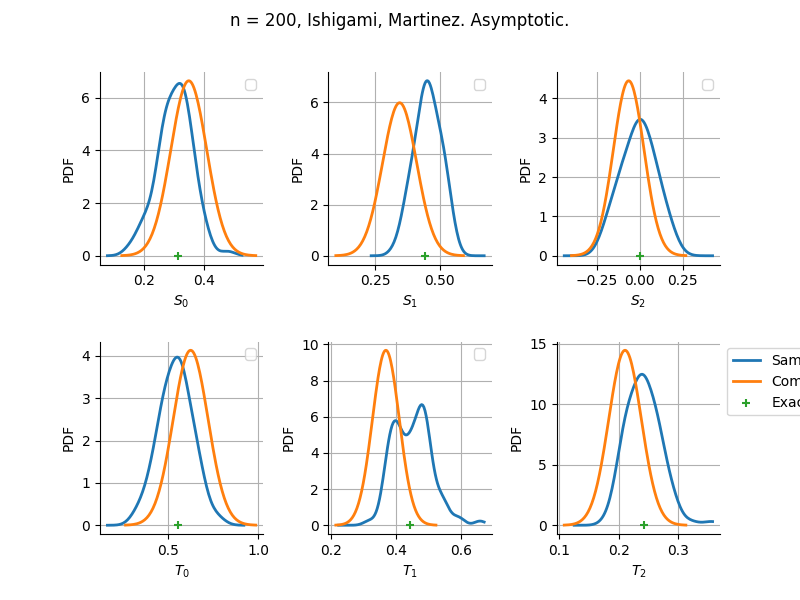 n = 200, Ishigami, Martinez. Asymptotic.
PDF
6
4
2
0
0.2
0.4
S0
PDF
6
4
2
0
0.25
0.50
S1
PDF
4
3
2
1
0
−0.25
0.00
0.25
S2
PDF
4
3
2
1
0
0.5
1.0
T0
PDF
10
8
6
4
2
0
0.2
0.4
0.6
T1
PDF
15
10
5
0
0.1
0.2
0.3
T2
Sam
Com
Exac